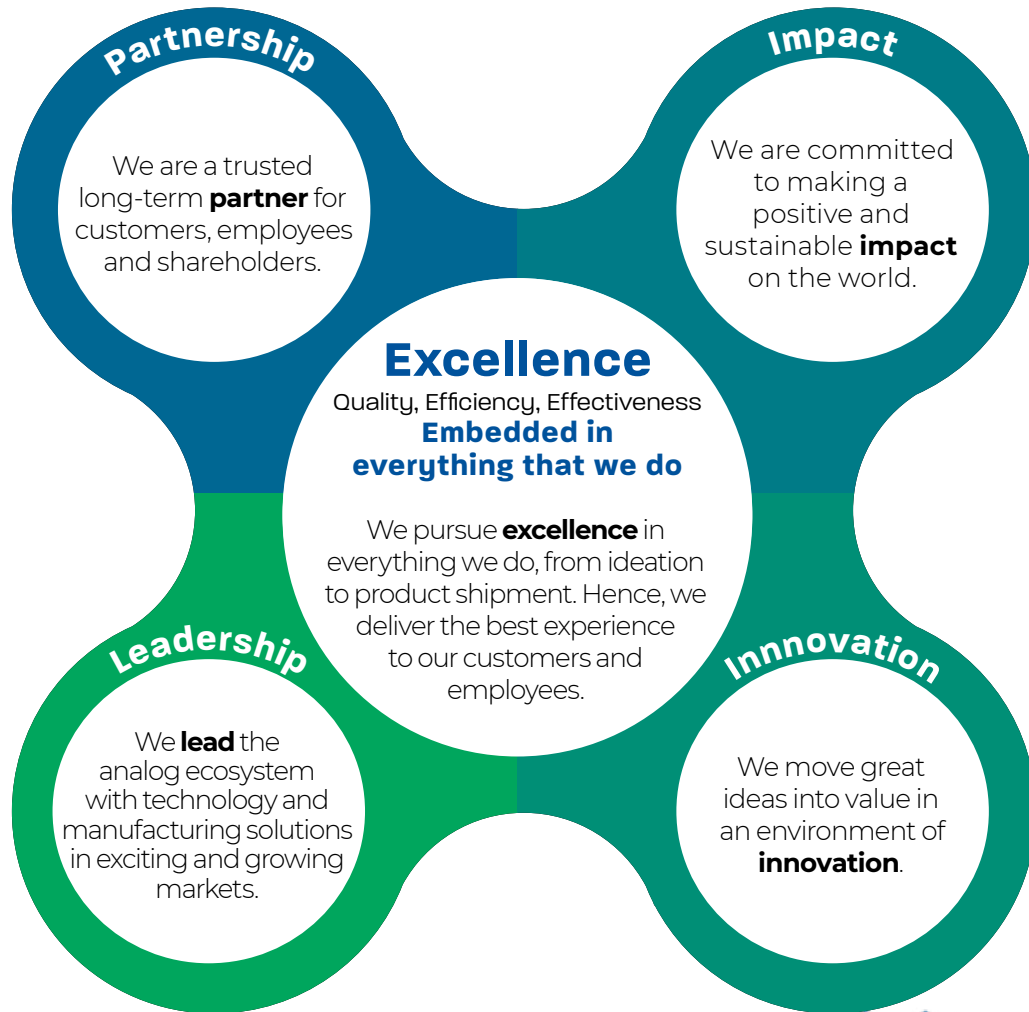 Partnership
We are a trusted
long-term partner for
customers, employees
and shareholders.
Impact
We are committed
to making a
positive and
sustainable impact
on the world.
Excellence
Quality, Efficiency, Effectiveness
Embedded in
everything that we do
We pursue excellence in
everything we do, from ideation
to product shipment. Hence, we
deliver the best experience
to our customers and
employees.
Leadership
We lead the
analog ecosystem
with technology and
manufacturing solutions
in exciting and growing
markets.
Innnovation
We move great
ideas into value in
an environment of
innovation.